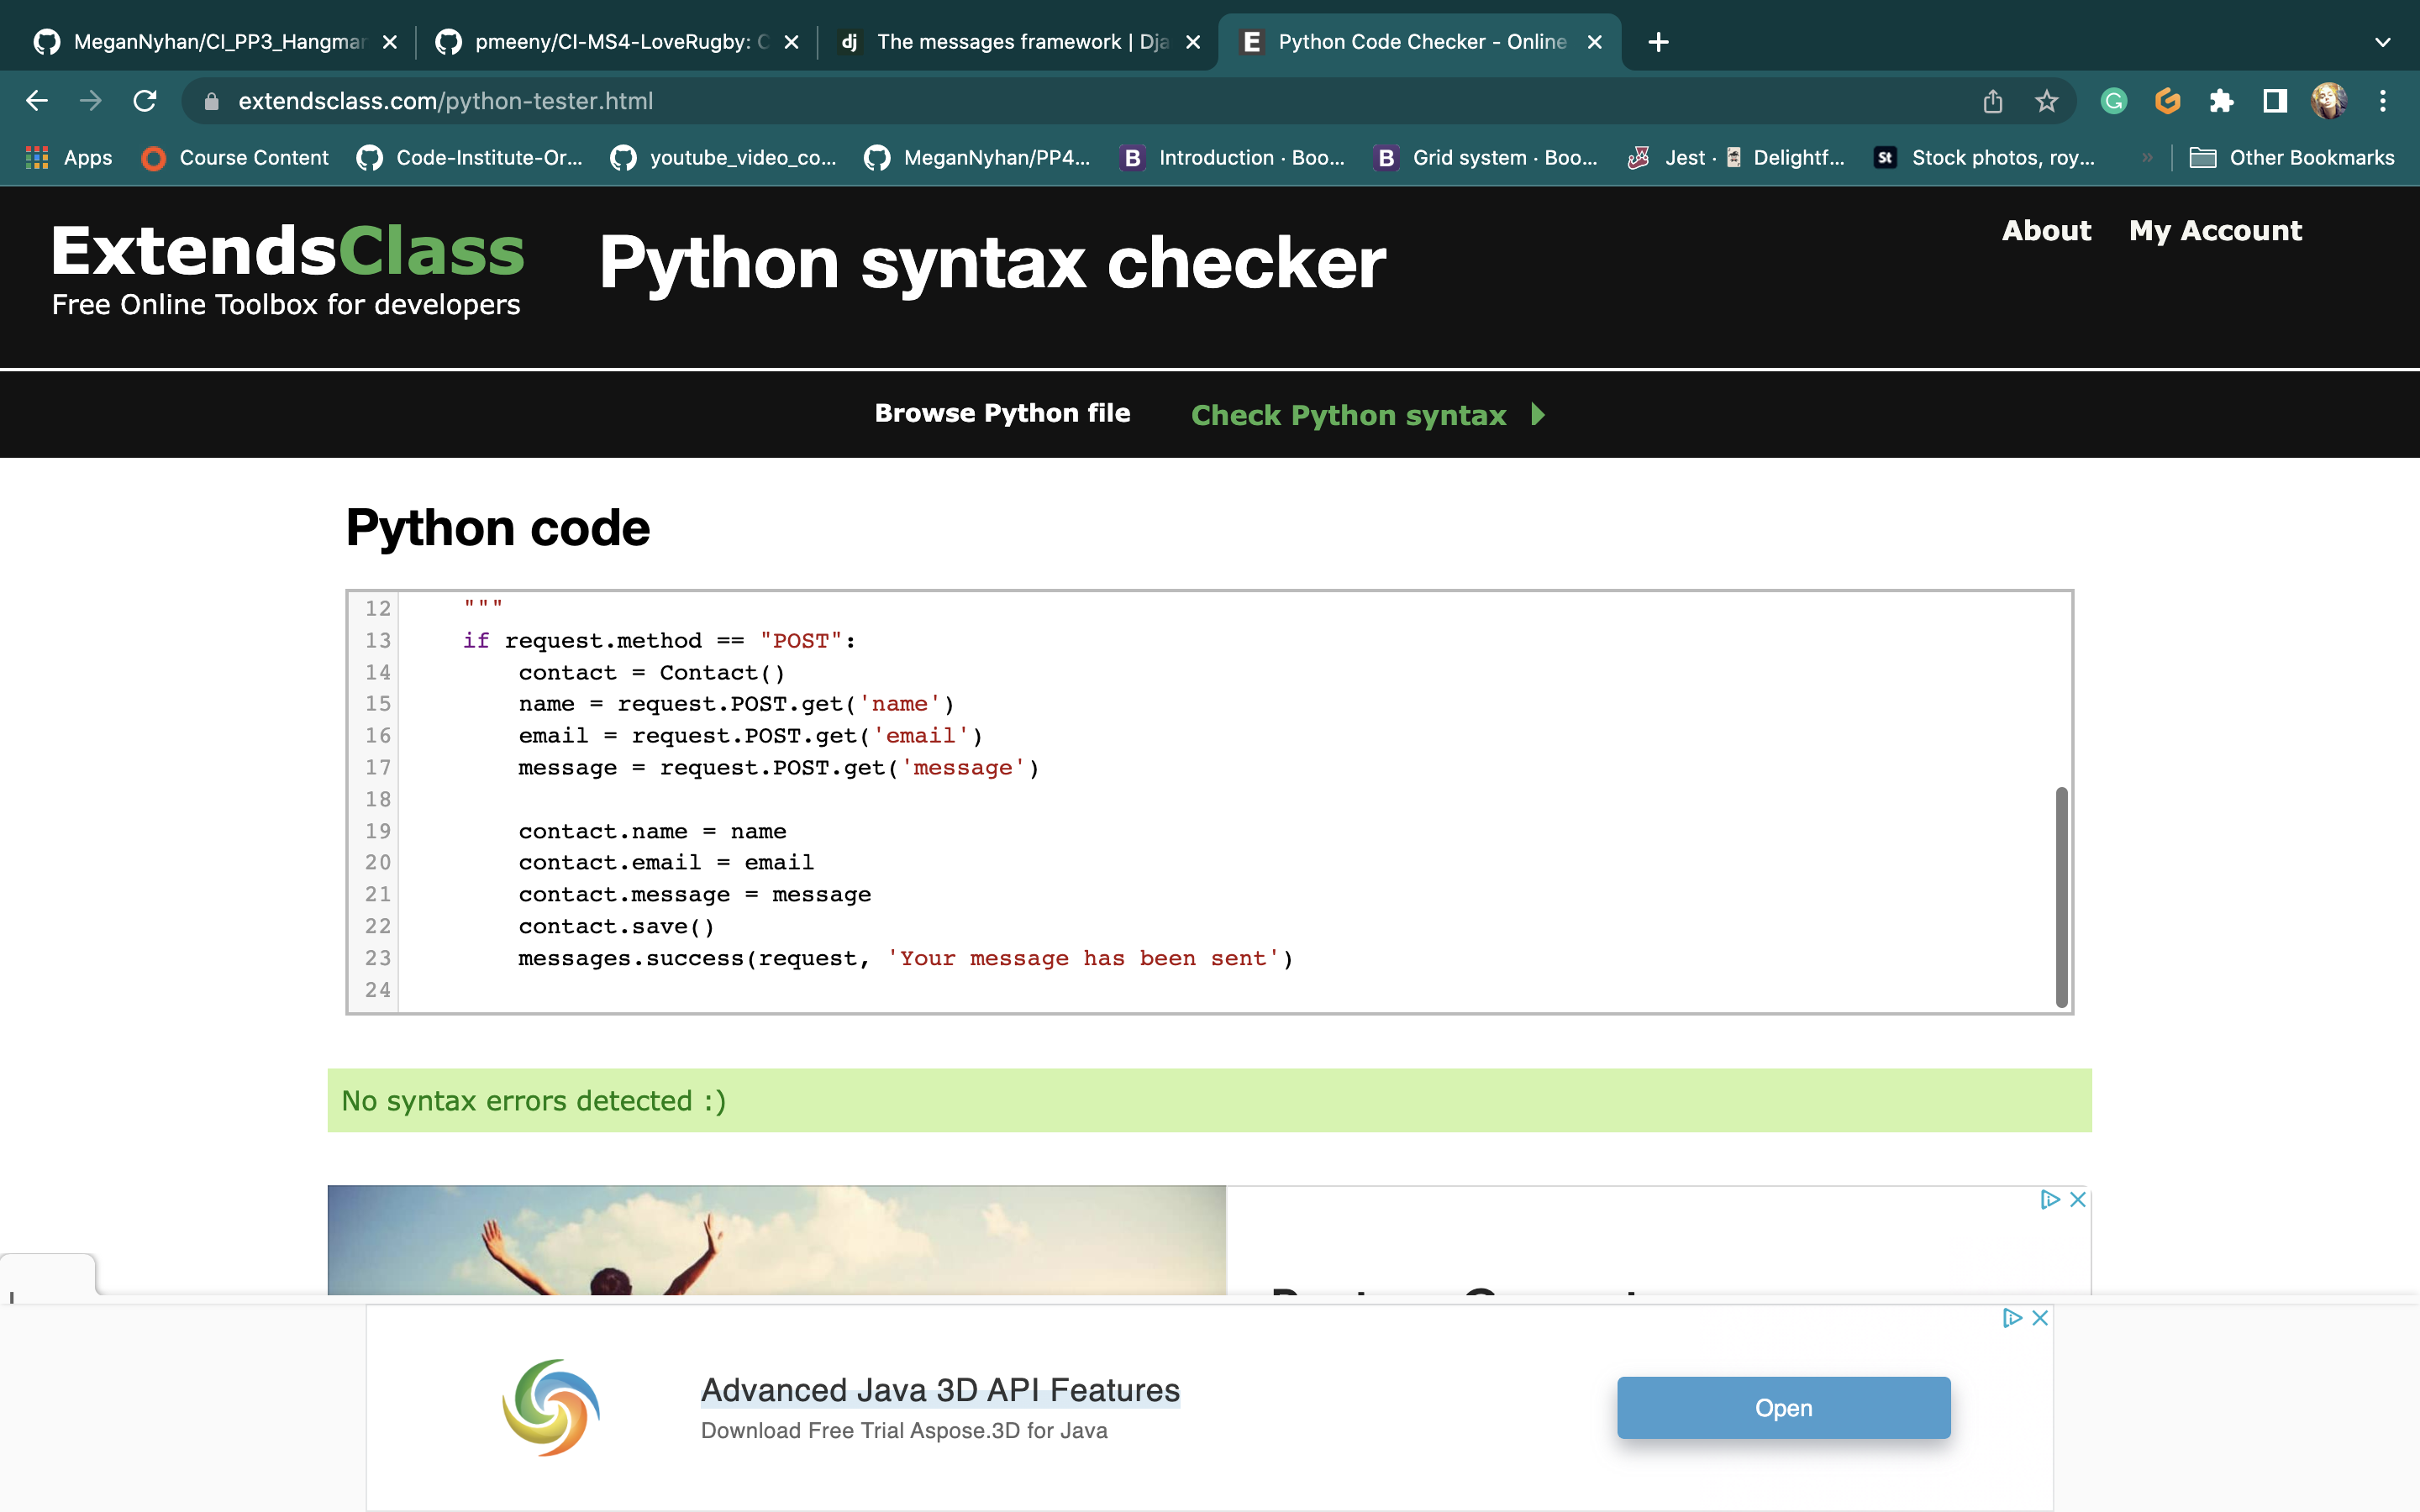 MeganNyhan/CI_PP3_Hangmar
pmeeny/CI-MS4-LoveRugby: C
dj The messages framework | Dja
E Python Code Checker - Online
extendsclass.com/python-tester.html
Apps
Course Content
Code-Institute-Or...
youtube_video_co...
MeganNyhan/PP4...
B Introduction · Boo...
B Grid system · Boo...
Jest · Delightf...
St Stock photos, roy...
»
Other Bookmarks
ExtendsClass
Free Online Toolbox for developers
Python syntax checker
About
My Account
Browse Python file
Check Python syntax
Python code
12 """
13 if request.method == "POST":
14 contact = Contact()
15 name = request.POST.get('name')
16 email = request.POST.get('email')
17 message = request.POST.get('message')
18
19 contact.name = name
20 contact.email = email
21 contact.message = message
22 contact.save()
23 messages.success(request, 'Your message has been sent')
24
No syntax errors detected :)
Advanced Java 3D API Features
Download Free Trial Aspose.3D for Java
Open